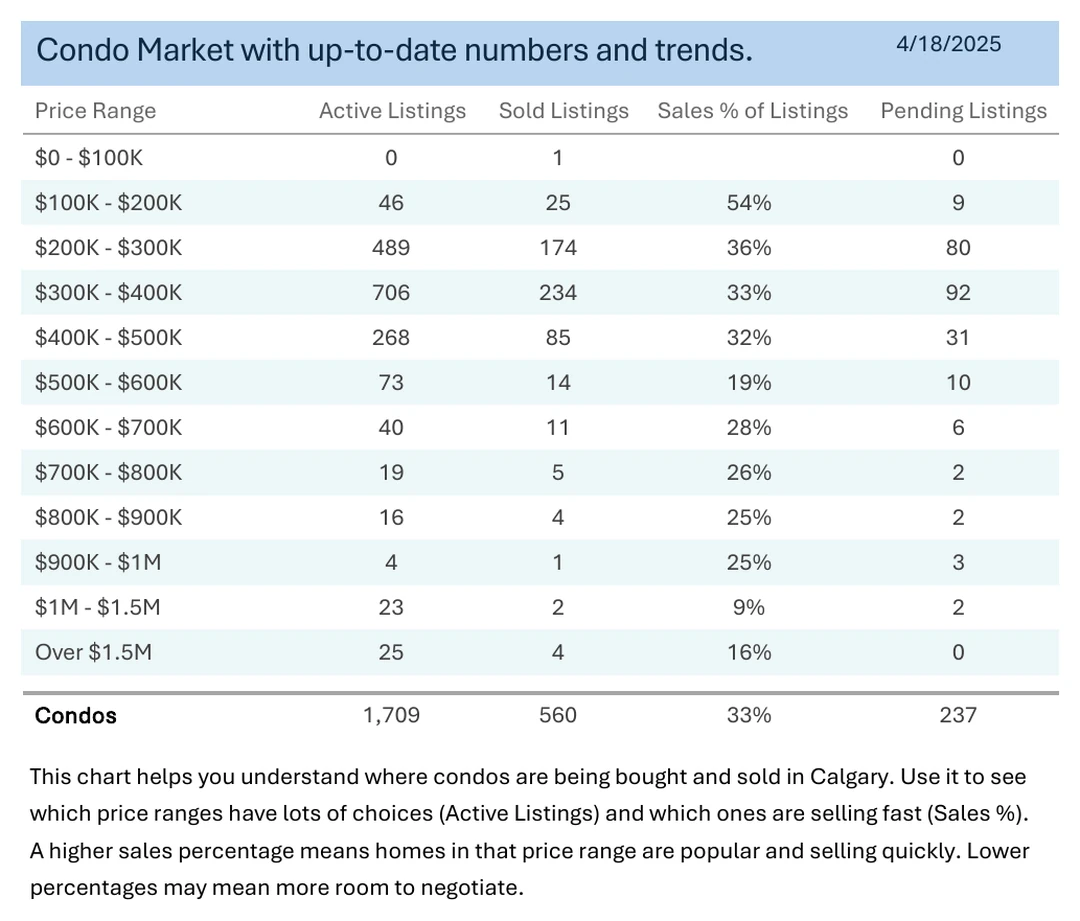 Condo Market with up-to-date numbers and trends. 4/18/2025
Price Range Active Listings Sold Listings Sales % of Listings Pending Listings
$0 - $100K 0 1 0
$100K - $200K 46 25 54% 9
$200K - $300K 489 174 36% 80
$300K - $400K 706 234 33% 92
$400K - $500K 268 85 32% 31
$500K - $600K 73 14 19% 10
$600K - $700K 40 11 28% 6
$700K - $800K 19 5 26% 2
$800K - $900K 16 4 25% 2
$900K - $1M 4 1 25% 3
$1M - $1.5M 23 2 9% 2
Over $1.5M 25 4 16% 0
Condos 1,709 560 33% 237
This chart helps you understand where condos are being bought and sold in Calgary. Use it to see
which price ranges have lots of choices (Active Listings) and which ones are selling fast (Sales %).
A higher sales percentage means homes in that price range are popular and selling quickly. Lower
percentages may mean more room to negotiate.